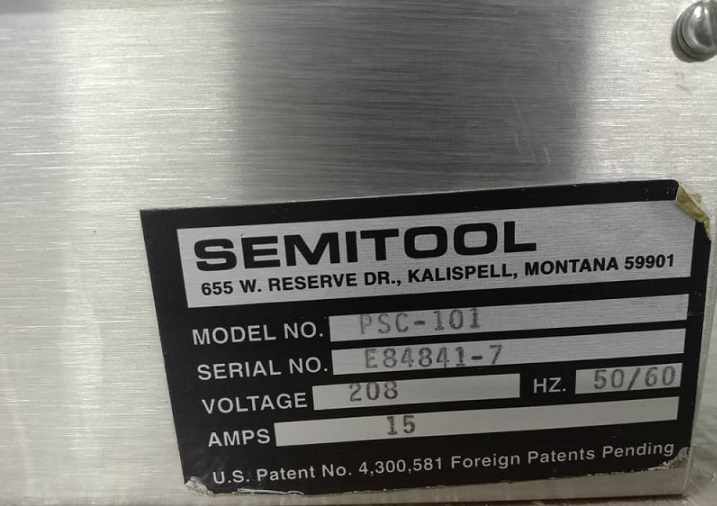 SEMITOOL
655 W. RESERVE DR., KALISPELL, MONTANA 59901
MODEL NO. PSC-101
SERIAL NO. E84841-7
VOLTAGE 208 HZ. 50/60
AMPS 15
U.S. Patent No. 4,300,581 Foreign Patents Pending